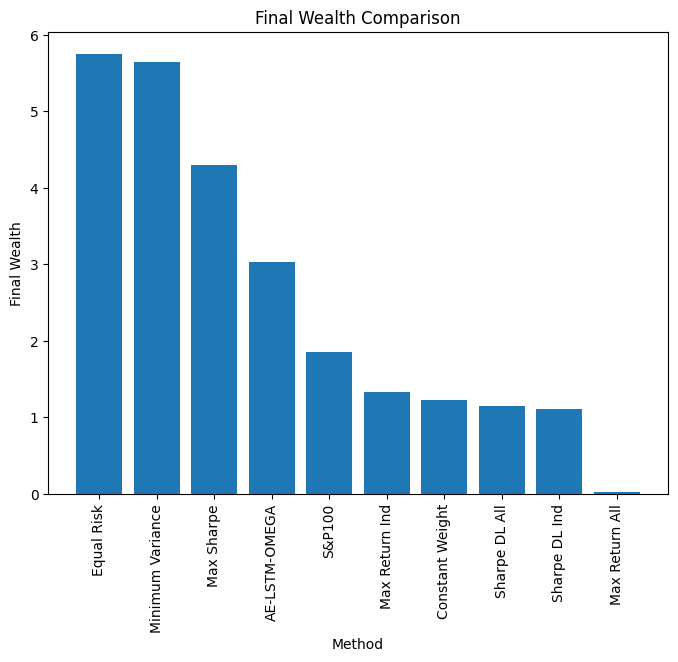 Final Wealth Comparison
Final Wealth
6
5
4
3
2
1
0
Equal Risk
Minimum Variance
Max Sharpe
AE-LSTM-OMEGA
S&P100
Max Return Ind
Constant Weight
Sharpe DL All
Sharpe DL Ind
Max Return All
Method